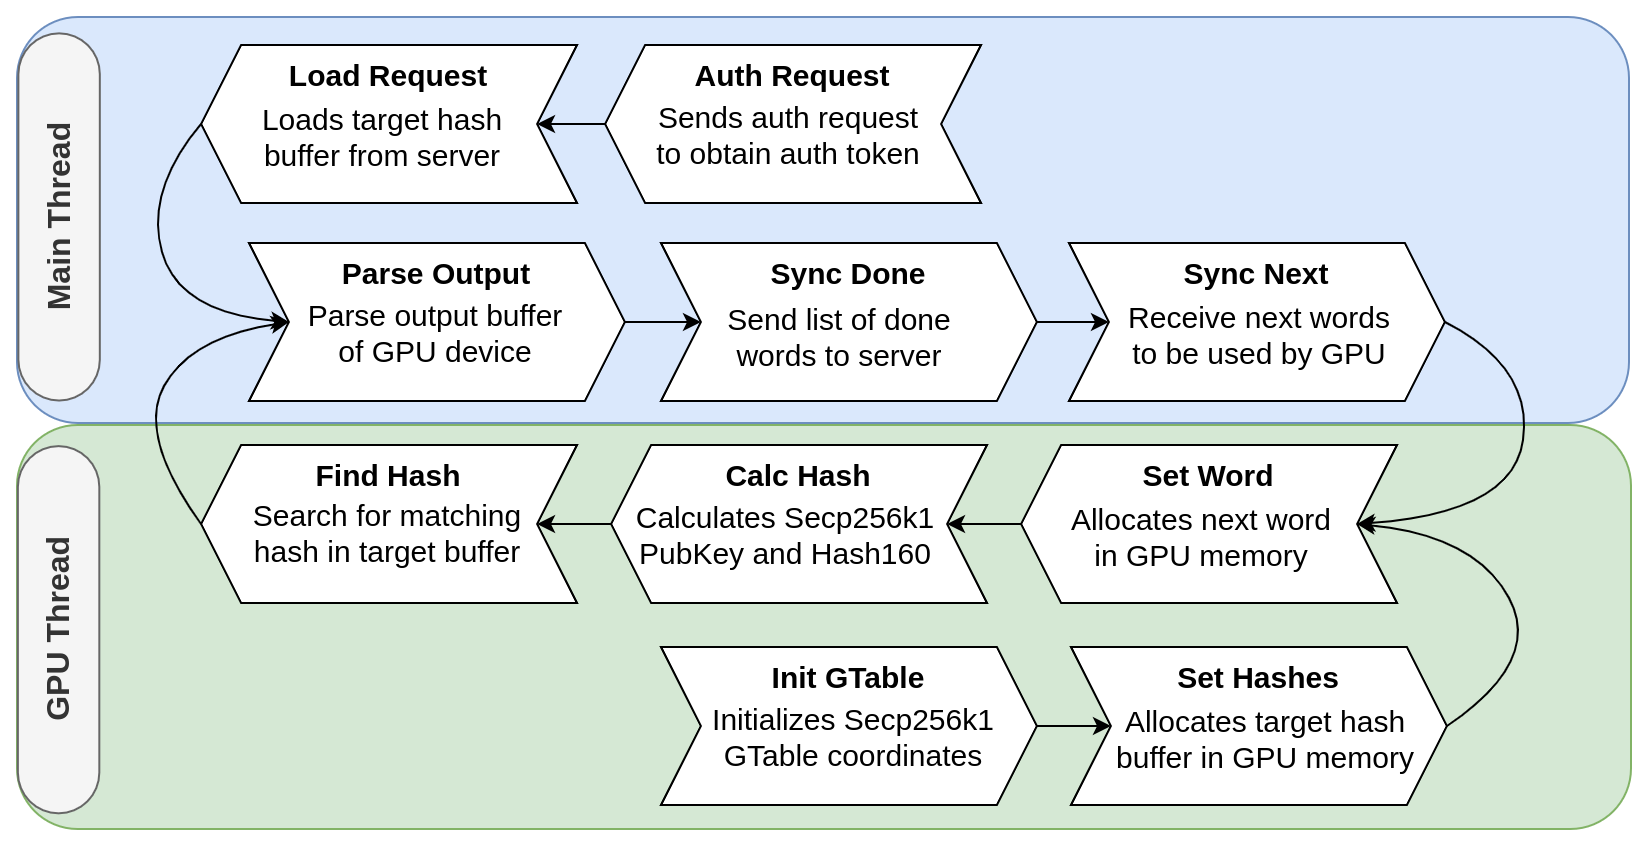 Main Thread
Load Request
Loads target hash
buffer from server
Auth Request
Sends auth request
to obtain auth token
Parse Output
Parse output buffer
of GPU device
Sync Done
Send list of done
words to server
Sync Next
Receive next words
to be used by GPU
GPU Thread
Find Hash
Search for matching
hash in target buffer
Calc Hash
Calculates Secp256k1
PubKey and Hash160
Set Word
Allocates next word
in GPU memory
Init GTable
Initializes Secp256k1
GTable coordinates
Set Hashes
Allocates target hash
buffer in GPU memory